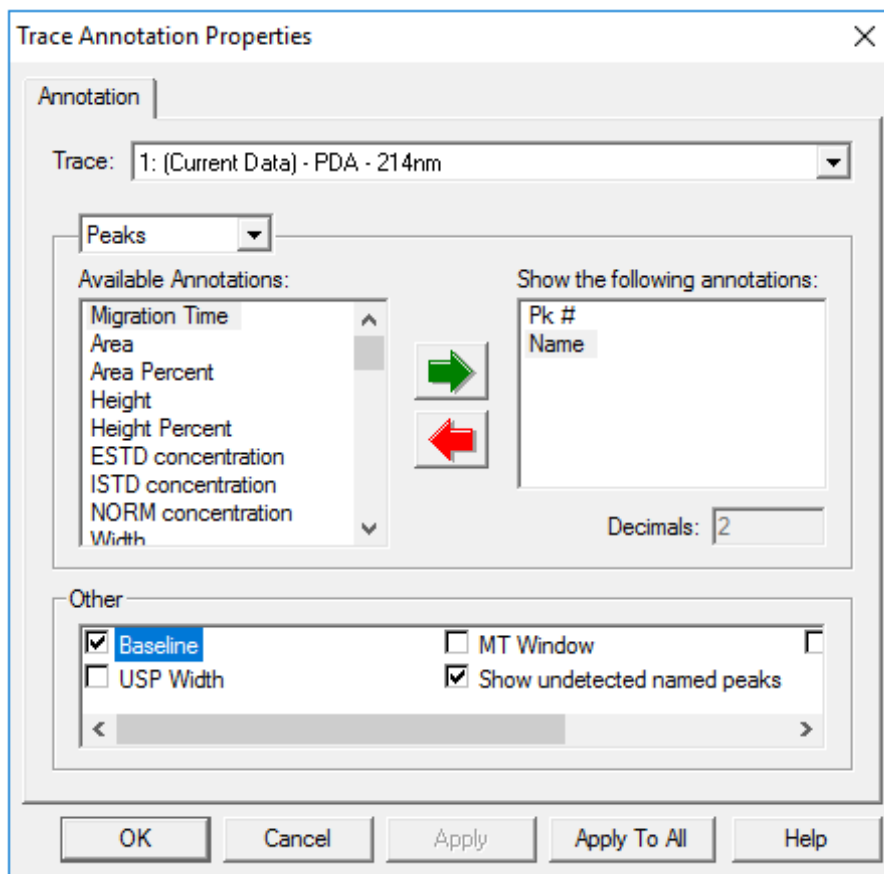 Trace Annotation Properties
Annotation
Trace: 1: (Current Data) - PDA - 214nm
Peaks
Available Annotations:
Migration Time
Area
Area Percent
Height
Height Percent
ESTD concentration
ISTD concentration
NORM concentration
Width
Show the following annotations:
Pk #
Name
Decimals: 2
Other
Baseline MT Window
USP Width Show undetected named peaks
OK Cancel Apply Apply To All Help